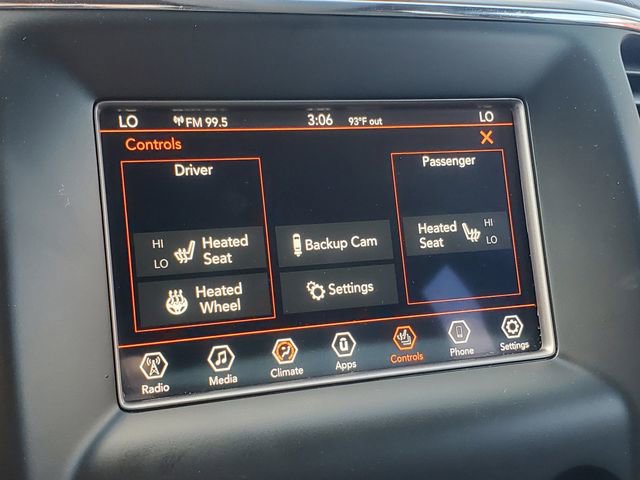 LO FM 99.5 3:06 93°F out LO
Controls
Driver
Passenger
HI
LO
Heated
Seat
Backup Cam
Heated
Seat
HI
LO
Heated
Wheel
Settings
Radio
Media
Climate
Apps
Controls
Phone
Settings